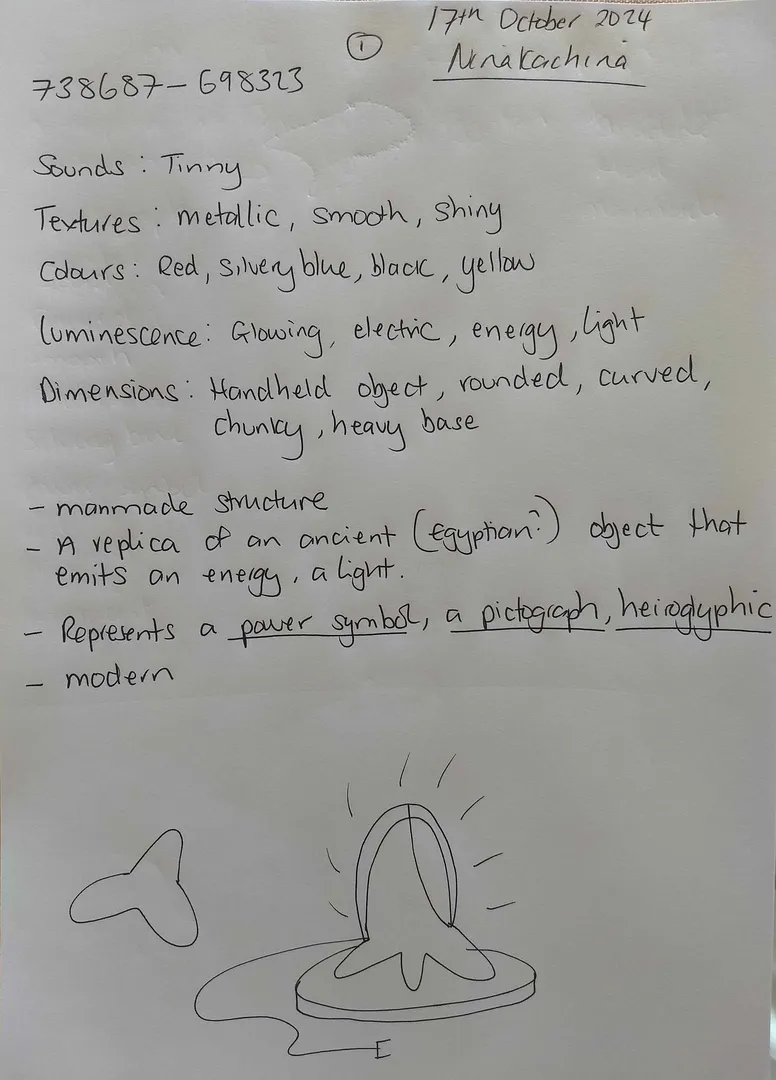 17th October 2024
1
Nenakachina
738687-698323
Sounds : Tinny
Textures : metallic, smooth, shiny
Colours : Red, silvery blue, black, yellow
Luminescence : Glowing, electric, energy, light
Dimensions : Handheld object, rounded, curved,
chunky, heavy base
- manmade structure
- A replica of an ancient (Egyptian?) object that
emits an energy, a light.
- Represents a power symbol, a pictograph, heiroglyphic
- modern